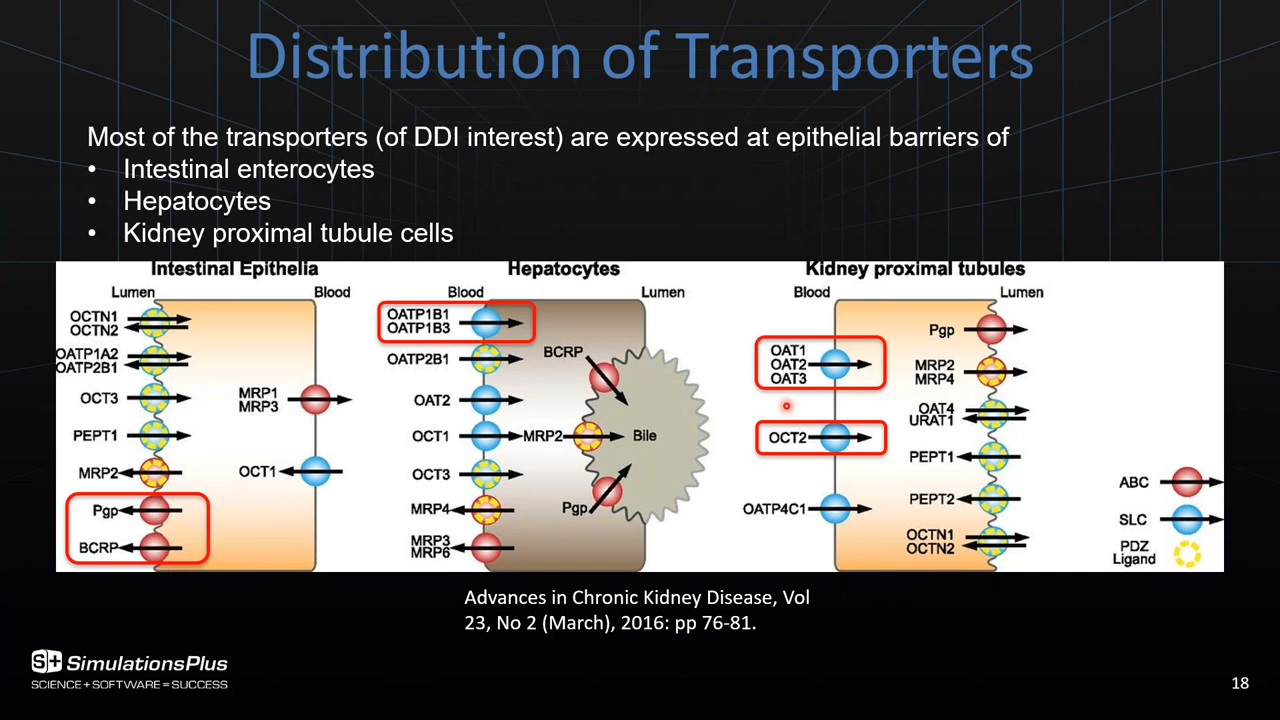 Distribution of Transporters
Most of the transporters (of DDI interest) are expressed at epithelial barriers of
• Intestinal enterocytes
• Hepatocytes
• Kidney proximal tubule cells
Intestinal Epithelia
Lumen
Blood
OCTN1
OCTN2
OATP1A2
OATP2B1
OCT3
PEPT1
MRP2
Pgp
BCRP
MRP1
MRP3
OCT1
Hepatocytes
Blood
Lumen
OATP1B1
OATP1B3
OATP2B1
OAT2
OCT1
OCT3
MRP4
MRP3
MRP6
BCRP
MRP2
Pgp
Bile
Kidney proximal tubules
Blood
Lumen
OAT1
OAT2
OAT3
OCT2
OATP4C1
Pgp
MRP2
MRP4
OAT4
URAT1
PEPT1
PEPT2
OCTN1
OCTN2
ABC
SLC
PDZ
Ligand
Advances in Chronic Kidney Disease, Vol
23, No 2 (March), 2016: pp 76-81.
S+ SimulationsPlus
SCIENCE + SOFTWARE = SUCCESS
18